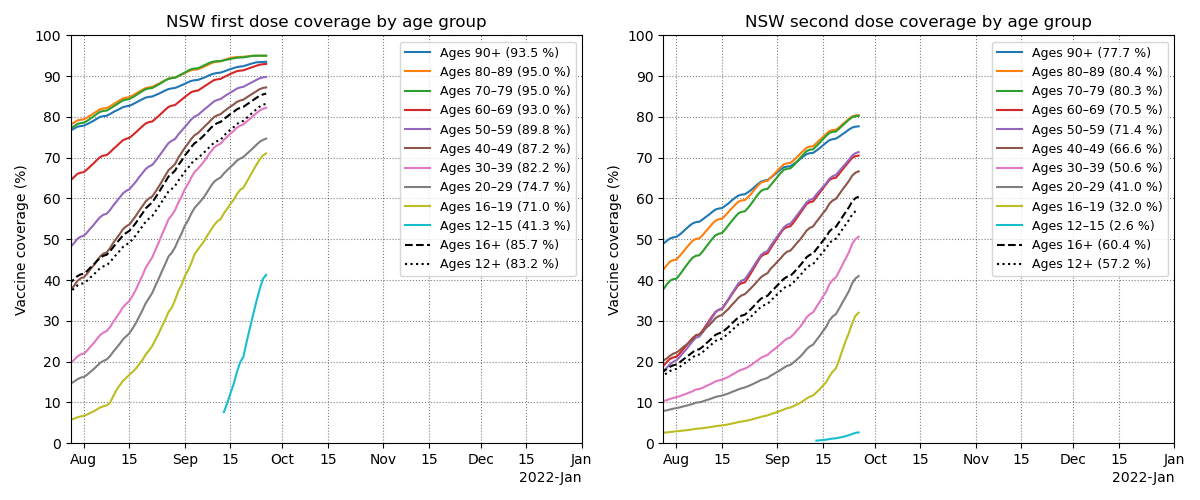 NSW first dose coverage by age group
Vaccine coverage (%)
100
90
80
70
60
50
40
30
20
10
0
Ages 90+ (93.5 %)
Ages 80–89 (95.0 %)
Ages 70–79 (95.0 %)
Ages 60–69 (93.0 %)
Ages 50–59 (89.8 %)
Ages 40–49 (87.2 %)
Ages 30–39 (82.2 %)
Ages 20–29 (74.7 %)
Ages 16–19 (71.0 %)
Ages 12–15 (41.3 %)
Ages 16+ (85.7 %)
Ages 12+ (83.2 %)
Aug 15 Sep 15 Oct 15 Nov 15 Dec 15 Jan
2022-Jan
NSW second dose coverage by age group
Vaccine coverage (%)
100
90
80
70
60
50
40
30
20
10
0
Ages 90+ (77.7 %)
Ages 80–89 (80.4 %)
Ages 70–79 (80.3 %)
Ages 60–69 (70.5 %)
Ages 50–59 (71.4 %)
Ages 40–49 (66.6 %)
Ages 30–39 (50.6 %)
Ages 20–29 (41.0 %)
Ages 16–19 (32.0 %)
Ages 12–15 (2.6 %)
Ages 16+ (60.4 %)
Ages 12+ (57.2 %)
Aug 15 Sep 15 Oct 15 Nov 15 Dec 15 Jan
2022-Jan